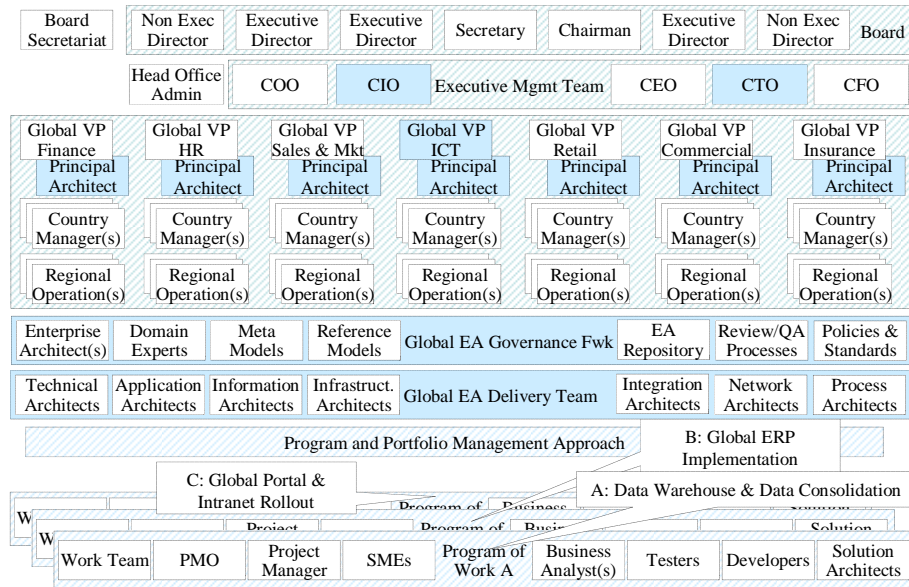 Board
Secretariat
Non Exec
Director
Executive
Director
Executive
Director
Secretary
Chairman
Executive
Director
Non Exec
Director
Board
Head Office
Admin
COO
CIO
Executive Mgmt Team
CEO
CTO
CFO
Global VP
Finance
Global VP
HR
Global VP
Sales & Mkt
Global VP
ICT
Global VP
Retail
Global VP
Commercial
Global VP
Insurance
Principal
Architect
Principal
Architect
Principal
Architect
Principal
Architect
Principal
Architect
Principal
Architect
Principal
Architect
Country
Manager(s)
Country
Manager(s)
Country
Manager(s)
Country
Manager(s)
Country
Manager(s)
Country
Manager(s)
Country
Manager(s)
Regional
Operation(s)
Regional
Operation(s)
Regional
Operation(s)
Regional
Operation(s)
Regional
Operation(s)
Regional
Operation(s)
Regional
Operation(s)
Enterprise
Architect(s)
Domain
Experts
Meta
Models
Reference
Models
Global EA Governance Fwk
EA
Repository
Review/QA
Processes
Policies &
Standards
Technical
Architects
Application
Architects
Information
Architects
Infrastruct.
Architects
Global EA Delivery Team
Integration
Architects
Network
Architects
Process
Architects
Program and Portfolio Management Approach
B: Global ERP
Implementation
C: Global Portal &
Intranet Rollout
A: Data Warehouse & Data Consolidation
Program of
Business
Solution
Project
Program of
Solution
Work Team
PMO
Project
Manager
SMEs
Program of
Work A
Business
Analyst(s)
Testers
Developers
Solution
Architects